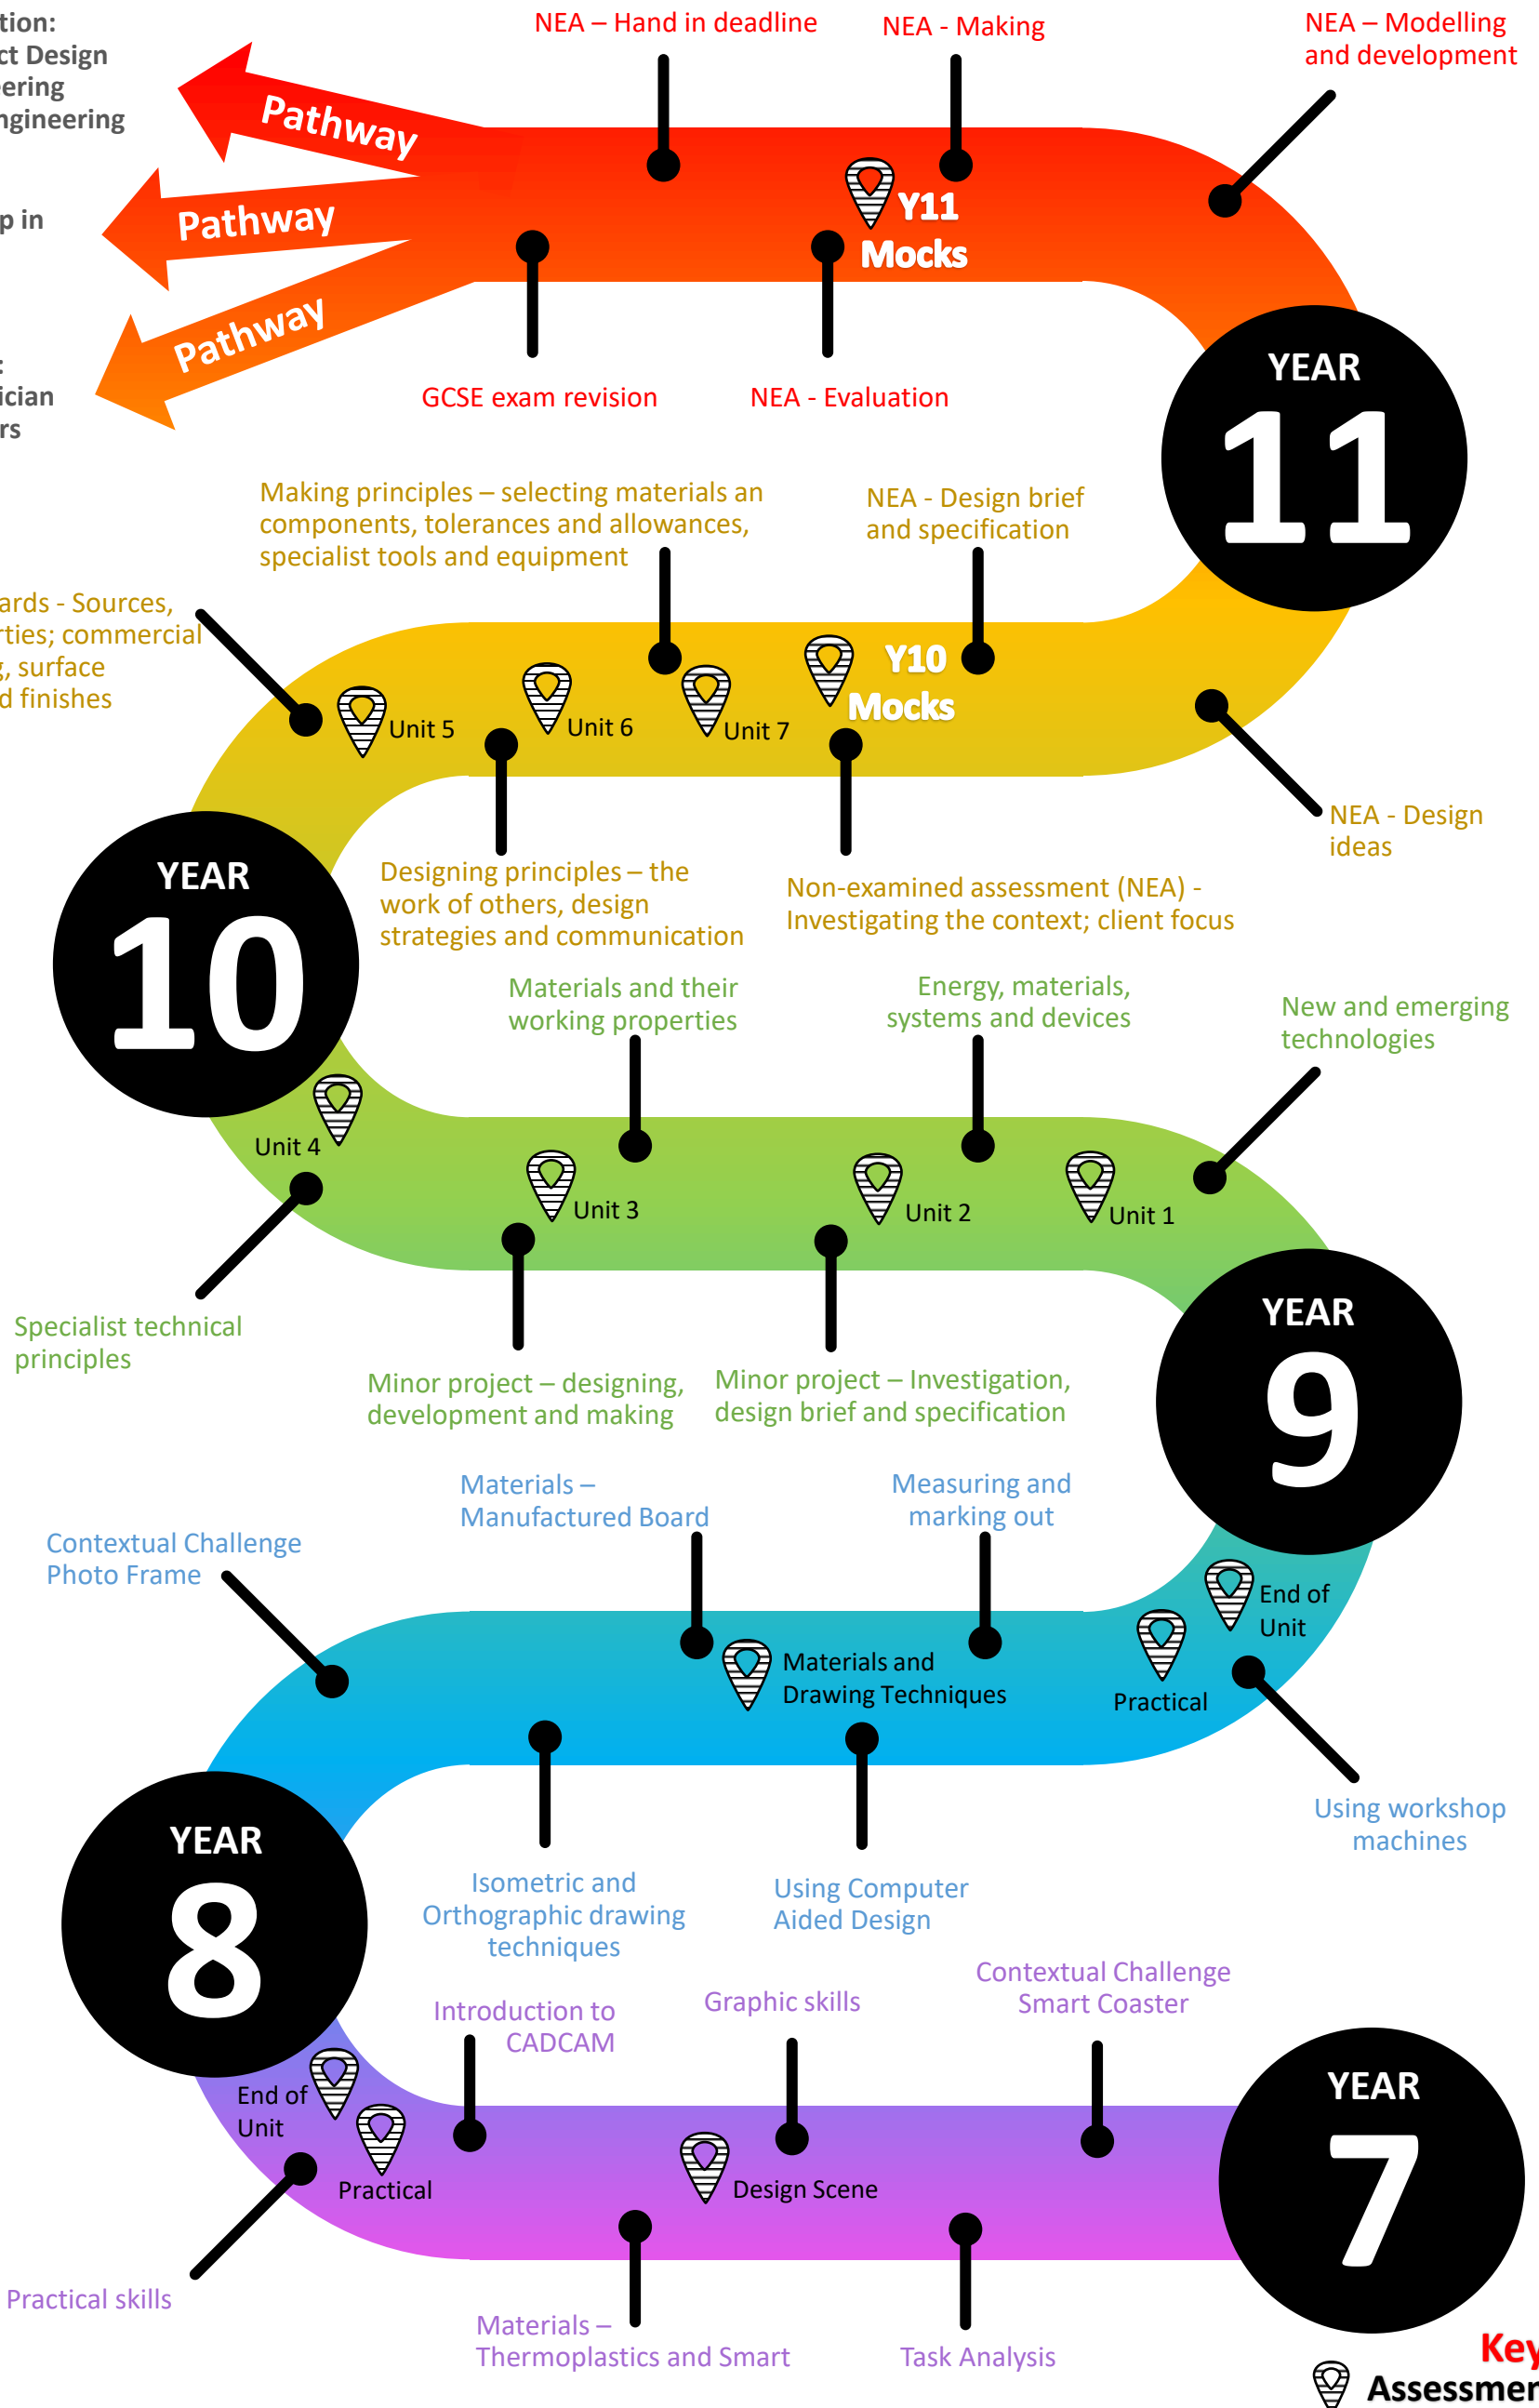 tion:
ct Design
eering
ngineering
p in
:
ician
rs
Pathway
Pathway
Pathway
NEA – Hand in deadline
NEA - Making
NEA – Modelling
and development
Y11
Mocks
GCSE exam revision
NEA - Evaluation
YEAR
11
Making principles – selecting materials an
components, tolerances and allowances,
specialist tools and equipment
NEA - Design brief
and specification
ards - Sources,
rties; commercial
g, surface
d finishes
Unit 5
Unit 6
Unit 7
Y10
Mocks
NEA - Design
ideas
Designing principles – the
work of others, design
strategies and communication
Non-examined assessment (NEA) -
Investigating the context; client focus
YEAR
10
Materials and their
working properties
Energy, materials,
systems and devices
New and emerging
technologies
Unit 4
Unit 3
Unit 2
Unit 1
Specialist technical
principles
Minor project – designing,
development and making
Minor project – Investigation,
design brief and specification
YEAR
9
Contextual Challenge
Photo Frame
Materials –
Manufactured Board
Measuring and
marking out
End of
Unit
Practical
Materials and
Drawing Techniques
Using workshop
machines
Isometric and
Orthographic drawing
techniques
Using Computer
Aided Design
YEAR
8
Introduction to
CADCAM
Graphic skills
Contextual Challenge
Smart Coaster
End of
Unit
Practical
Design Scene
YEAR
7
Practical skills
Materials –
Thermoplastics and Smart
Task Analysis
Key
Assessmen